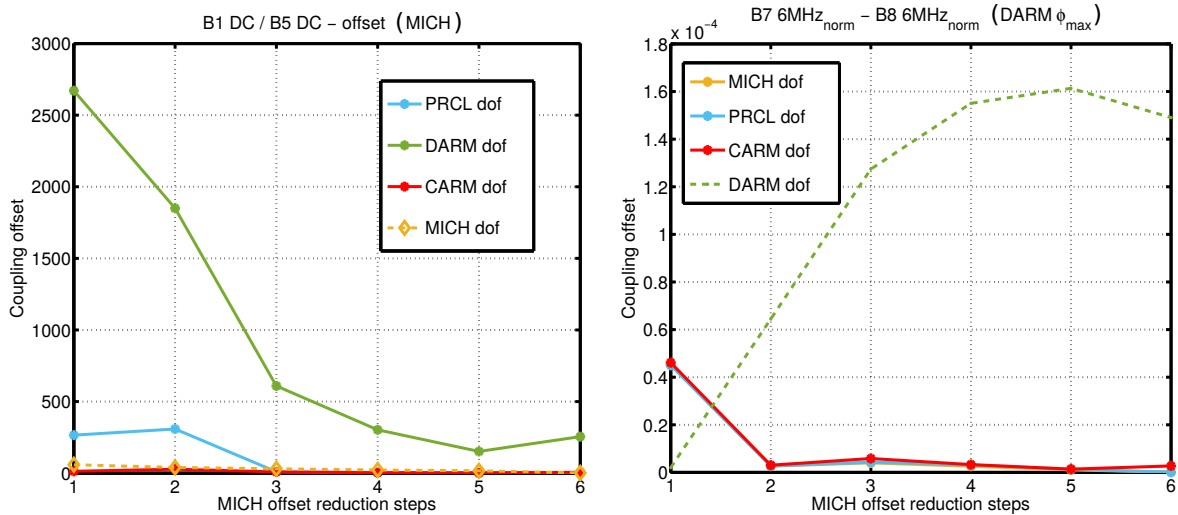 B1 DC / B5 DC − offset (MICH)
3000
2500
2000
1500
1000
500
0
1 2 3 4 5 6
Coupling offset
MICH offset reduction steps
PRCL dof
DARM dof
CARM dof
MICH dof
B7 6MHz_norm − B8 6MHz_norm (DARM ϕ_max)
x 10^−4
1.8
1.6
1.4
1.2
1
0.8
0.6
0.4
0.2
0
1 2 3 4 5 6
Coupling offset
MICH offset reduction steps
MICH dof
PRCL dof
CARM dof
DARM dof